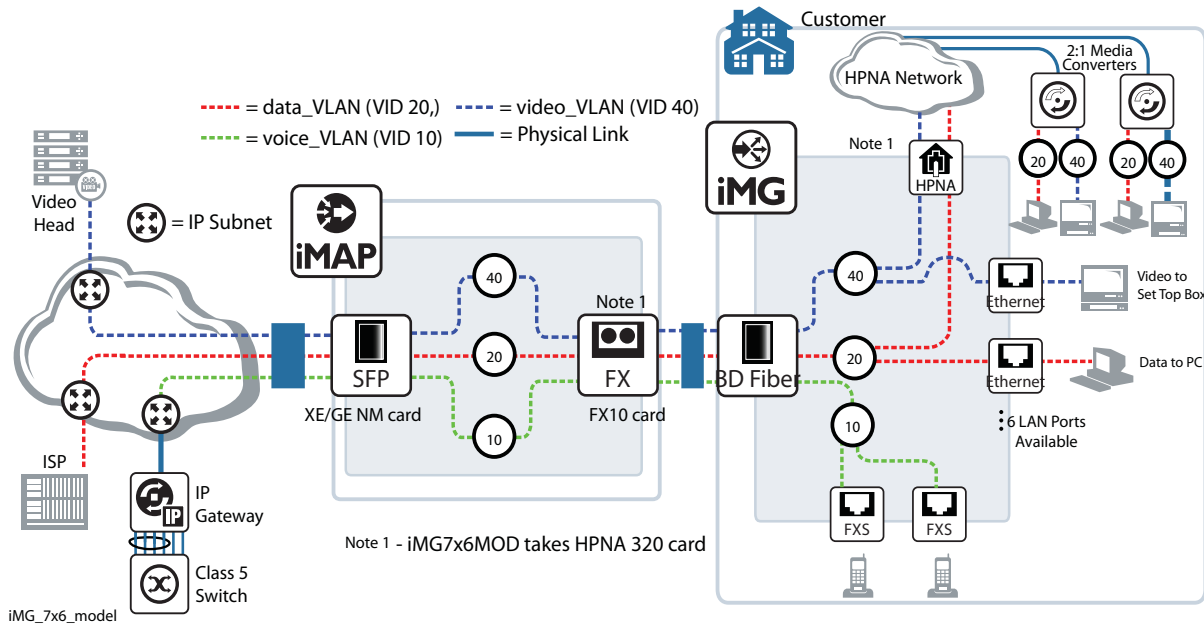 Customer
2:1 Media
Converters
HPNA Network
= data_VLAN (VID 20,)
= video_VLAN (VID 40)
= voice_VLAN (VID 10)
= Physical Link
Note 1
iMG
HPNA
20
40
20
40
Video
Head
= IP Subnet
iMAP
40
Note 1
40
Ethernet
Video to
Set Top Box
SFP
20
FX
3D Fiber
20
Ethernet
Data to PC
XE/GE NM card
FX10 card
10
10
6 LAN Ports
Available
ISP
IP
Gateway
IP
FXS
FXS
Note 1 - iMG7x6MOD takes HPNA 320 card
Class 5
Switch
iMG_7x6_model